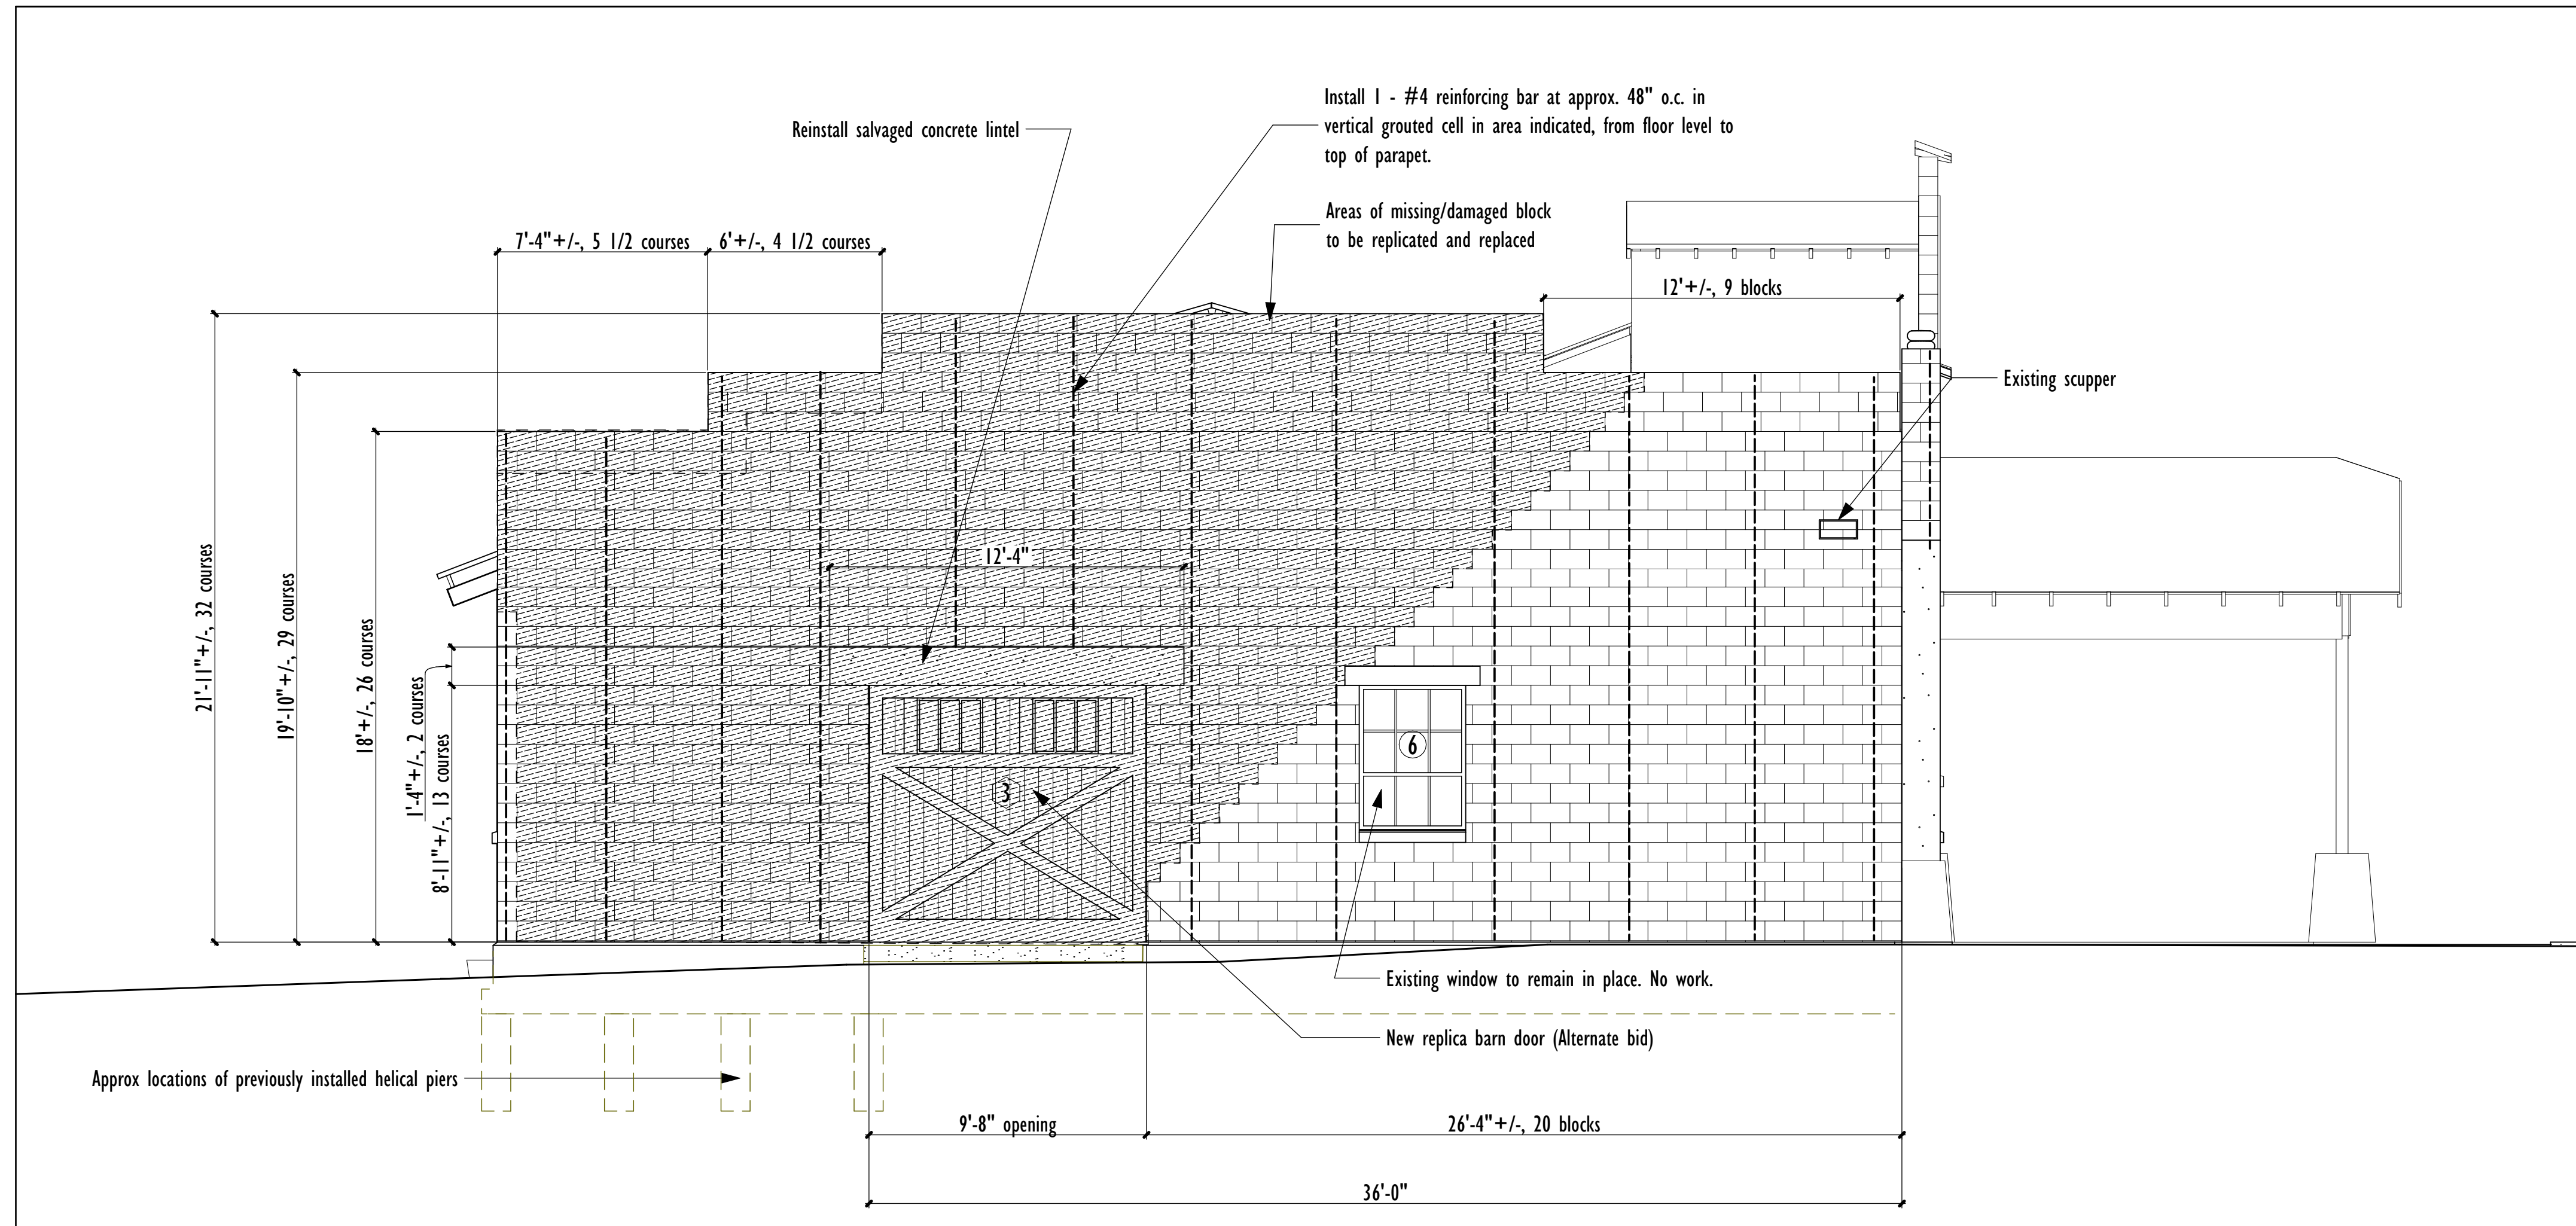 Install 1 - #4 reinforcing bar at approx. 48" o.c. in
vertical grouted cell in area indicated, from floor level to
top of parapet.
Reinstall salvaged concrete lintel
Areas of missing/damaged block
to be replicated and replaced
7'-4"+/-, 5 1/2 courses
6'+/-, 4 1/2 courses
12'+/-, 9 blocks
Existing scupper
12'-4"
21'-11"+/-, 32 courses
19'-10"+/-, 29 courses
18'+/-, 26 courses
1'-4"+/-, 2 courses
8'-11"+/-, 13 courses
6
3
Existing window to remain in place. No work.
New replica barn door (Alternate bid)
Approx locations of previously installed helical piers
9'-8" opening
26'-4"+/-, 20 blocks
36'-0"